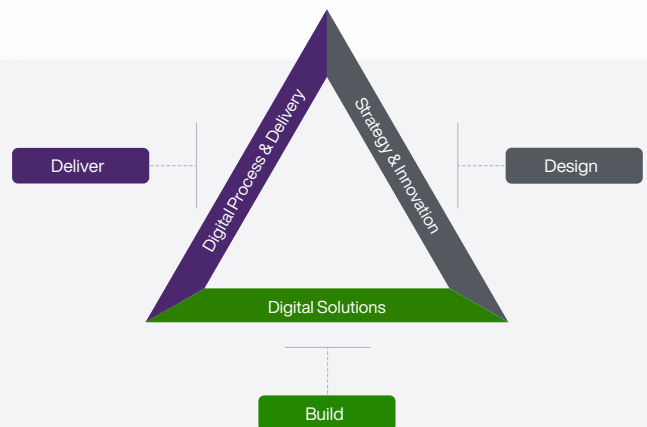 Digital Process & Delivery
Strategy & Innovation
Deliver
Design
Digital Solutions
Build